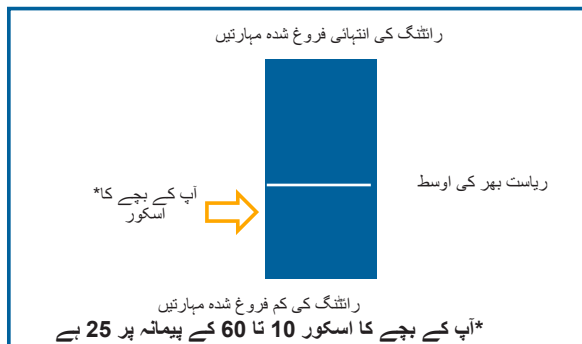 رائٹنگ کی انتہائی فروغ شدہ مہارتیں
ریاست بھر کی اوسط
آپ کے بچے کا*
اسکور
رائٹنگ کی کم فروغ شدہ مہارتیں
*آپ کے بچے کا اسکور 10 تا 60 کے پیمانہ پر 25 ہے